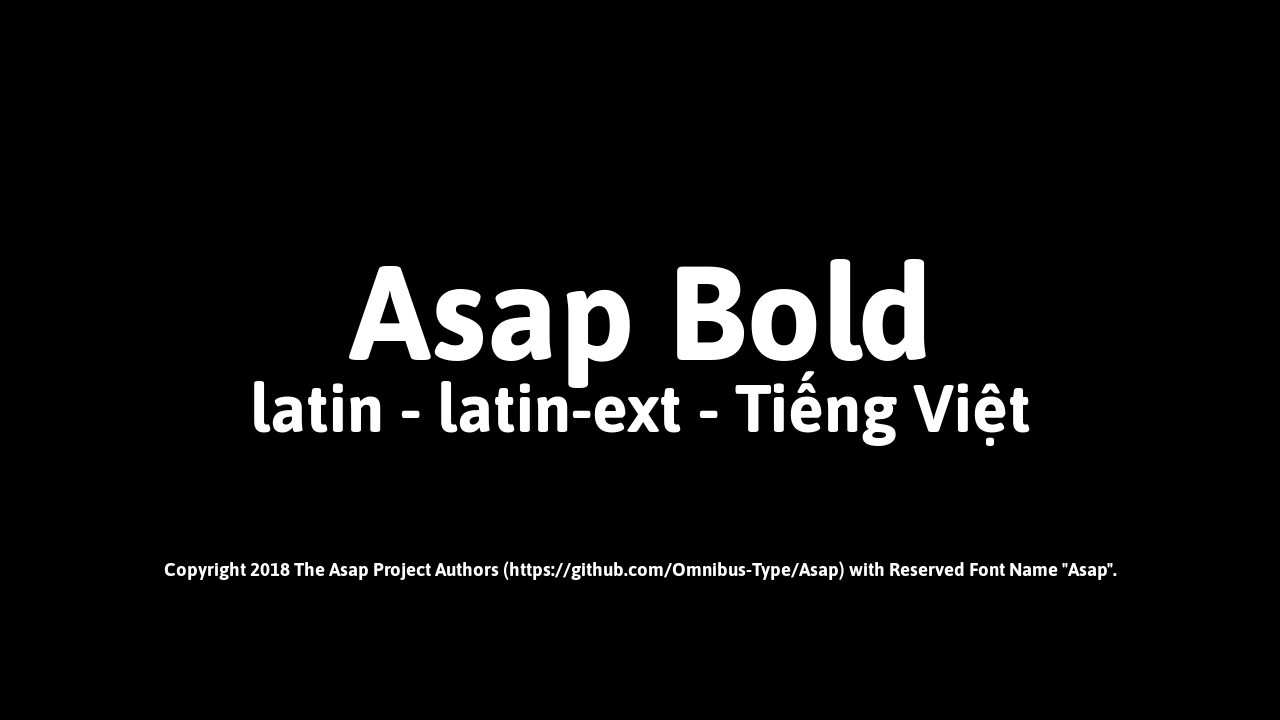 Asap Bold
latin - latin-ext - Tiếng Việt
Copyright 2018 The Asap Project Authors (https://github.com/Omnibus-Type/Asap) with Reserved Font Name "Asap".